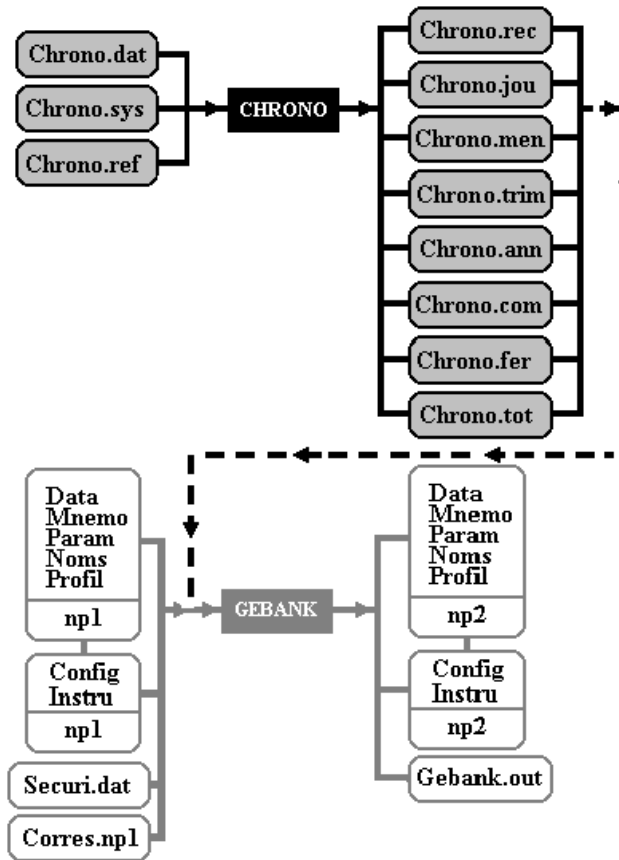 Chrono.dat
Chrono.sys
Chrono.ref
CHRONO
Chrono.rec
Chrono.jou
Chrono.men
Chrono.trim
Chrono.ann
Chrono.com
Chrono.fer
Chrono.tot
Data
Mnemo
Param
Noms
Profil
np1
Config
Instru
np1
Securi.dat
Corres.np1
GEBANK
Data
Mnemo
Param
Noms
Profil
np2
Config
Instru
np2
Gebank.out